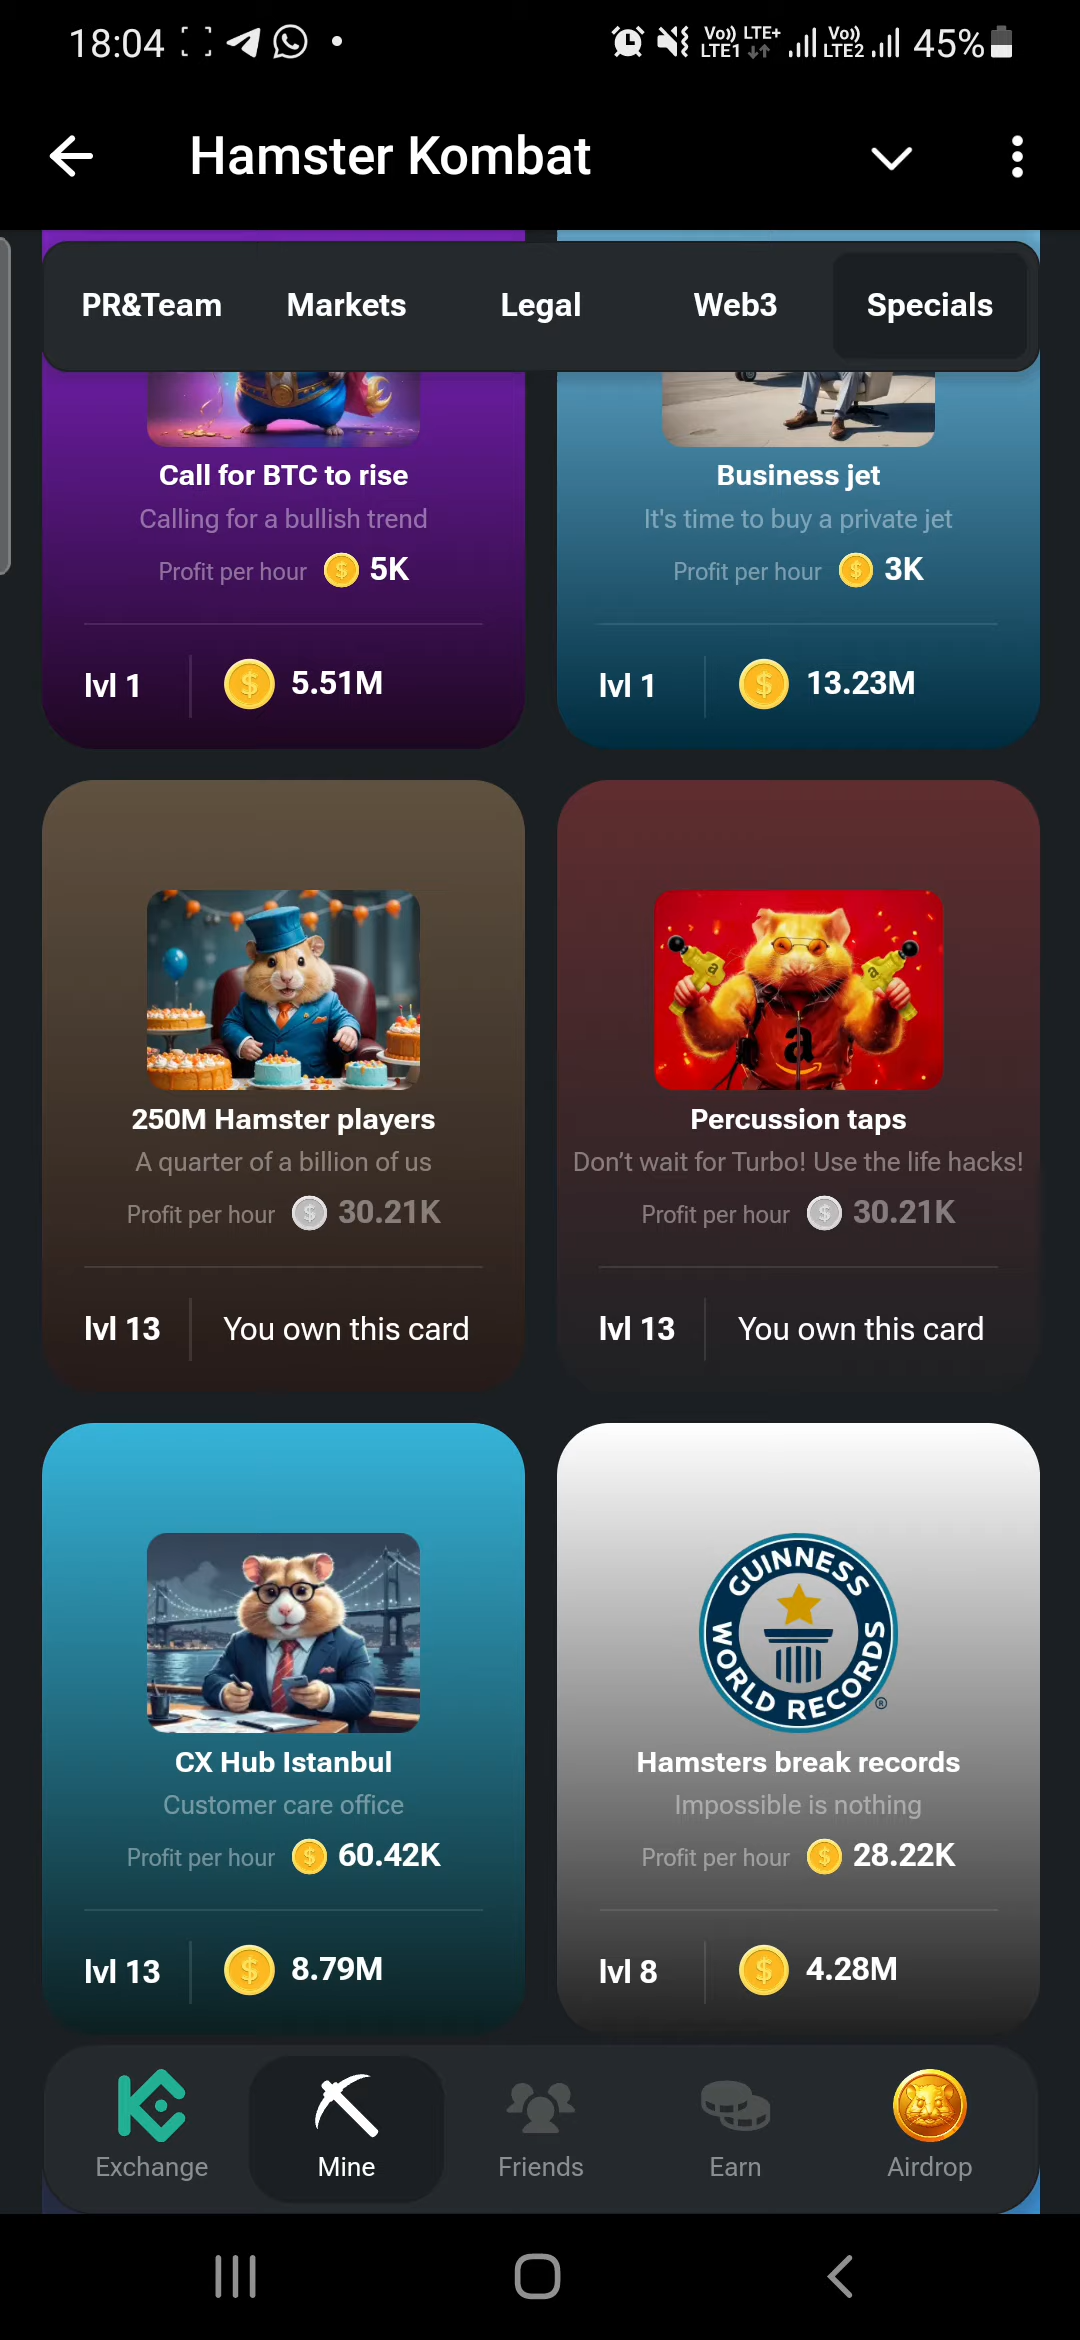 18:04
Vo)) LTE+ Vo)) 45%
LTE1 LTE2
Hamster Kombat
PR&Team Markets Legal Web3 Specials
Call for BTC to rise
Calling for a bullish trend
Profit per hour $ 5K
lvl 1 $ 5.51M
Business jet
It's time to buy a private jet
Profit per hour $ 3K
lvl 1 $ 13.23M
250M Hamster players
A quarter of a billion of us
Profit per hour $ 30.21K
lvl 13 You own this card
a a
a
Percussion taps
Don’t wait for Turbo! Use the life hacks!
Profit per hour $ 30.21K
lvl 13 You own this card
CX Hub Istanbul
Customer care office
Profit per hour $ 60.42K
lvl 13 $ 8.79M
GUINNESS
WORLD RECORDS
®
Hamsters break records
Impossible is nothing
Profit per hour $ 28.22K
lvl 8 $ 4.28M
Exchange Mine Friends Earn Airdrop